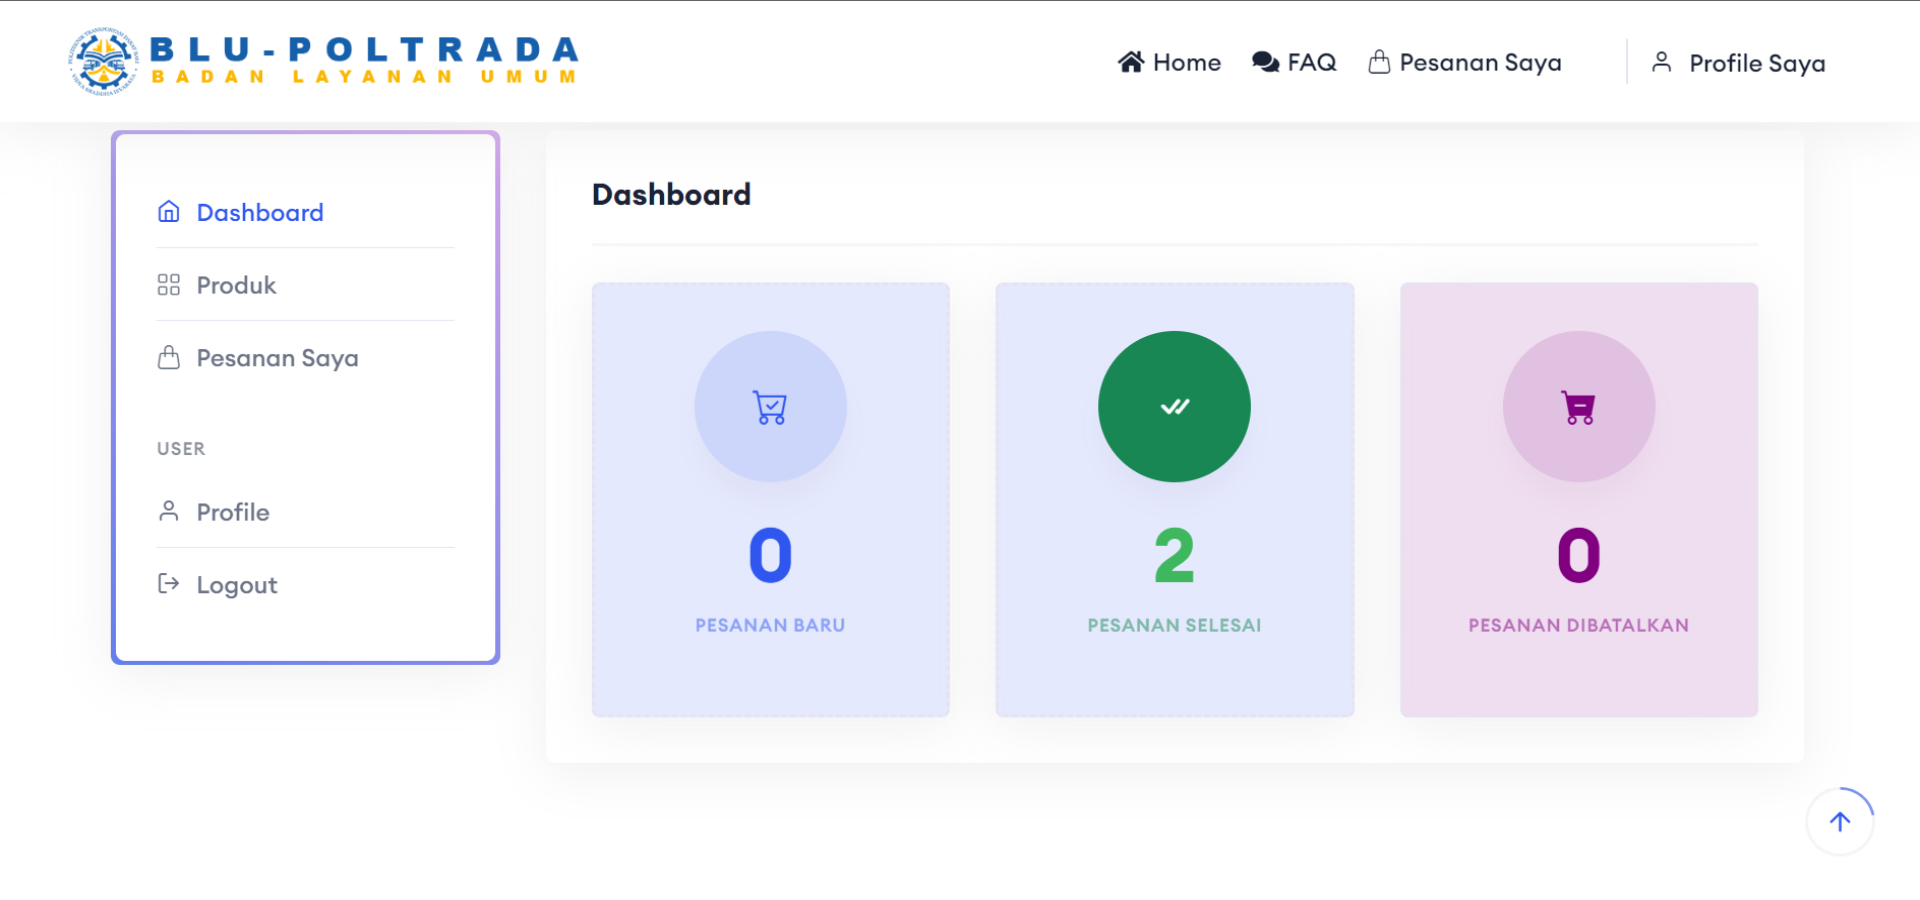 BLU-POLTRADA
BADAN LAYANAN UMUM
Home
FAQ
Pesanan Saya
Profile Saya
Dashboard
Produk
Pesanan Saya
USER
Profile
Logout
Dashboard
0
PESANAN BARU
2
PESANAN SELESAI
0
PESANAN DIBATALKAN